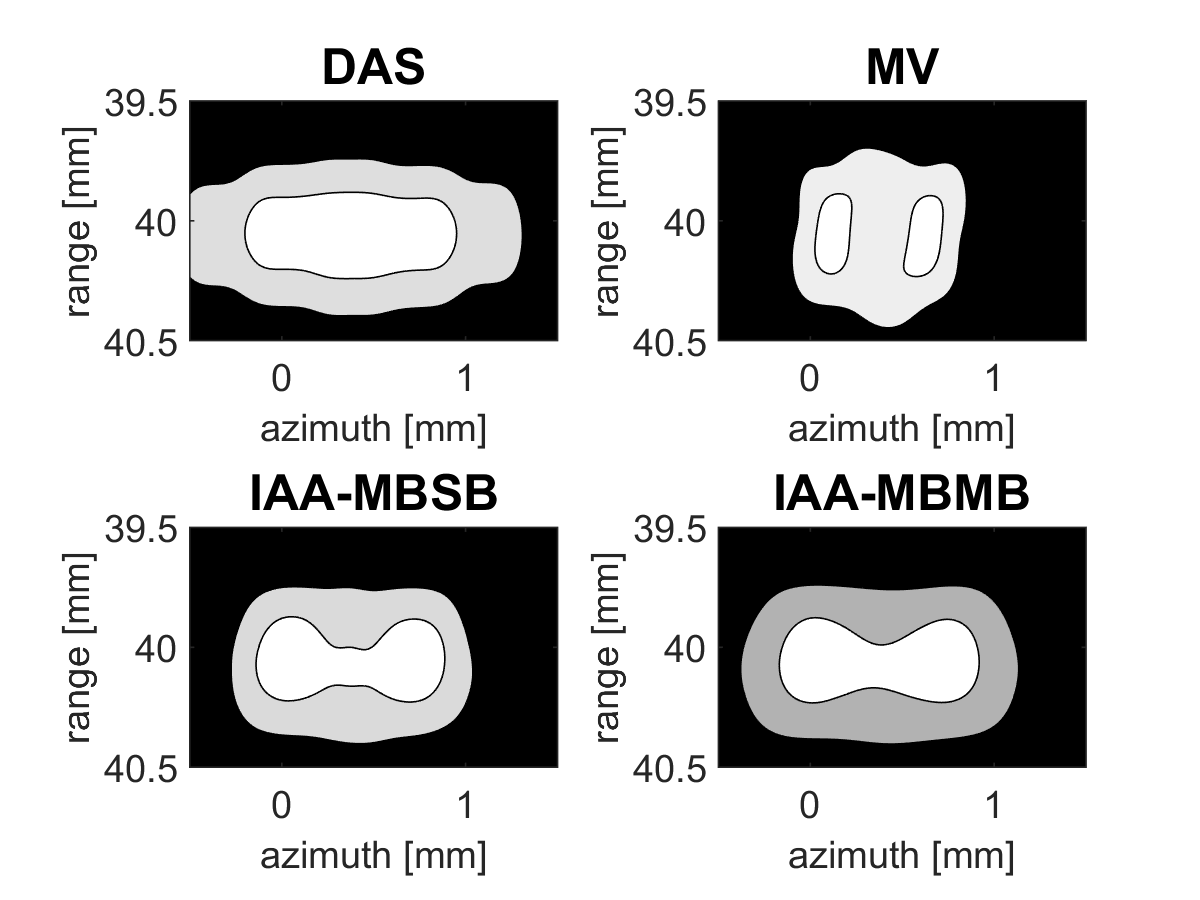 DAS
39.5
40
40.5
range [mm]
0 1
azimuth [mm]
MV
39.5
40
40.5
range [mm]
0 1
azimuth [mm]
IAA-MBSB
39.5
40
40.5
range [mm]
0 1
azimuth [mm]
IAA-MBMB
39.5
40
40.5
range [mm]
0 1
azimuth [mm]